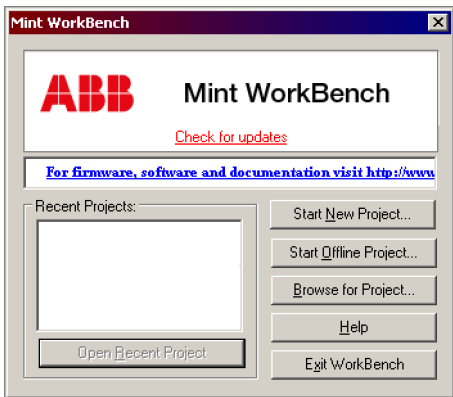 Mint WorkBench
ABB
Mint WorkBench
Check for updates
For firmware, software and documentation visit http://www
Recent Projects:
Open Recent Project
Start New Project...
Start Offline Project...
Browse for Project...
Help
Exit WorkBench